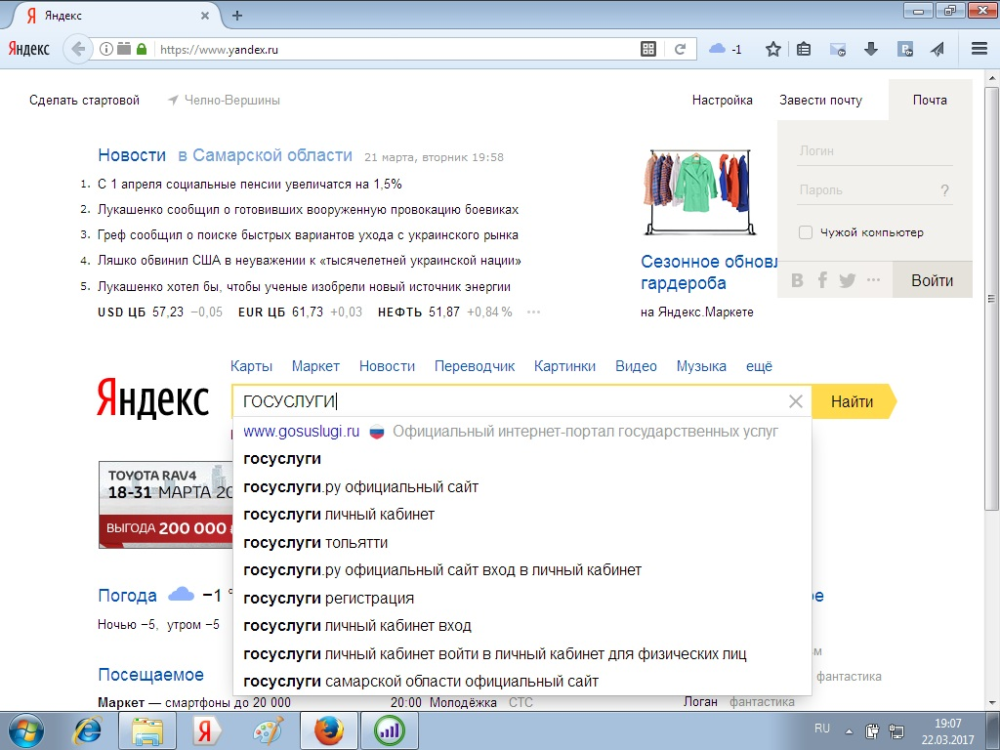 Яндекс
Яндекс https://www.yandex.ru -1
Сделать стартовой Челно-Вершины Настройка Завести почту Почта
Новости в Самарской области 21 марта, вторник 19:58
1. С 1 апреля социальные пенсии увеличатся на 1,5%
2. Лукашенко сообщил о готовивших вооруженную провокацию боевиках
3. Греф сообщил о поиске быстрых вариантов ухода с украинского рынка
4. Ляшко обвинил США в неуважении к «тысячелетней украинской нации»
5. Лукашенко хотел бы, чтобы ученые изобрели новый источник энергии
USD ЦБ 57,23 −0,05 EUR ЦБ 61,73 +0,03 НЕФТЬ 51,87 +0,84 % ···
Сезонное обновл
гардероба
на Яндекс.Маркете
Логин
Пароль ?
Чужой компьютер
В f ··· Войти
Карты Маркет Новости Переводчик Картинки Видео Музыка ещё
Яндекс ГОСУСЛУГИ Найти
www.gosuslugi.ru Официальный интернет-портал государственных услуг
госуслуги
госуслуги.ру официальный сайт
госуслуги личный кабинет
госуслуги тольятти
госуслуги.ру официальный сайт вход в личный кабинет
госуслуги регистрация
госуслуги личный кабинет вход
госуслуги личный кабинет войти в личный кабинет для физических лиц
госуслуги самарской области официальный сайт
TOYOTA RAV4
18-31 МАРТА 20
ВЫГОДА 200 000
Погода −1 °
Ночью −5, утром −5
Посещаемое
Маркет — смартфоны до 20 000
20:00 Молодёжка СТС
Логан фантастика
фантастика
RU 19:07
22.03.2017